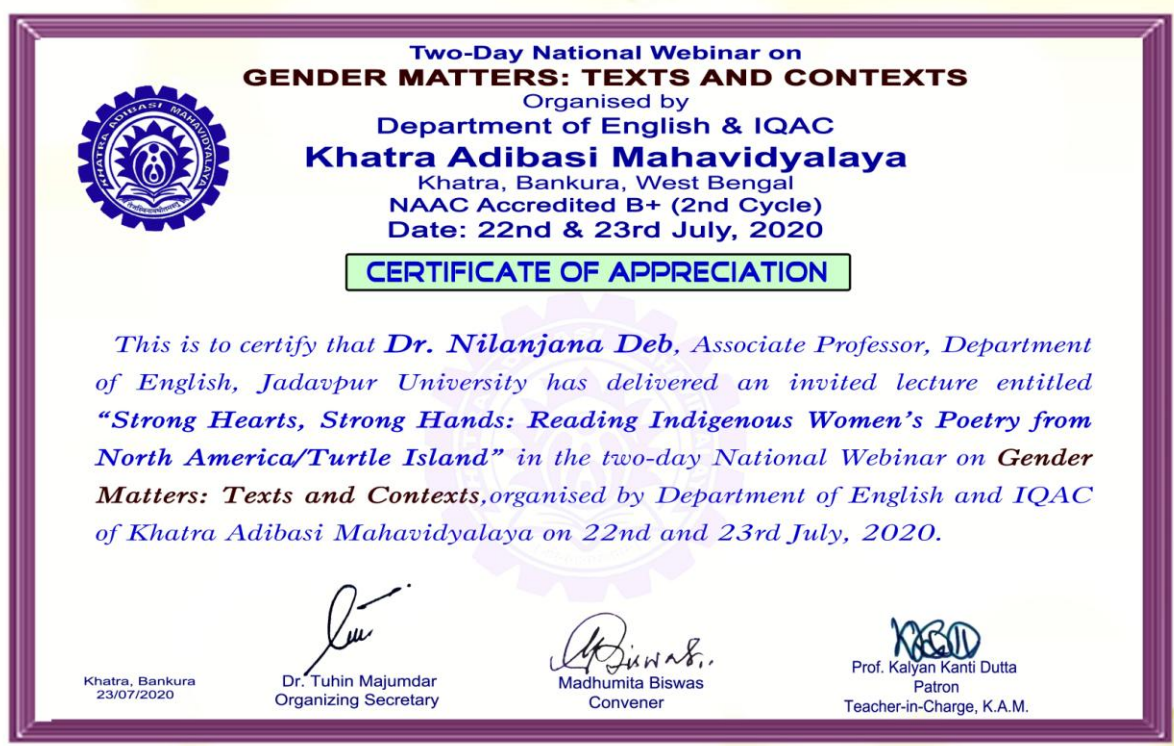 Two-Day National Webinar on
GENDER MATTERS: TEXTS AND CONTEXTS
Organised by
Department of English & IQAC
Khatra Adibasi Mahavidyalaya
Khatra, Bankura, West Bengal
NAAC Accredited B+ (2nd Cycle)
Date: 22nd & 23rd July, 2020
KHATRA ADIBASI MAHAVIDYALAYA
CERTIFICATE OF APPRECIATION
This is to certify that Dr. Nilanjana Deb, Associate Professor, Department
of English, Jadavpur University has delivered an invited lecture entitled
“Strong Hearts, Strong Hands: Reading Indigenous Women’s Poetry from
North America/Turtle Island” in the two-day National Webinar on Gender
Matters: Texts and Contexts,organised by Department of English and IQAC
of Khatra Adibasi Mahavidyalaya on 22nd and 23rd July, 2020.
MBiswas..
Khatra, Bankura
23/07/2020
Dr. Tuhin Majumdar
Organizing Secretary
Madhumita Biswas
Convener
Prof. Kalyan Kanti Dutta
Patron
Teacher-in-Charge, K.A.M.